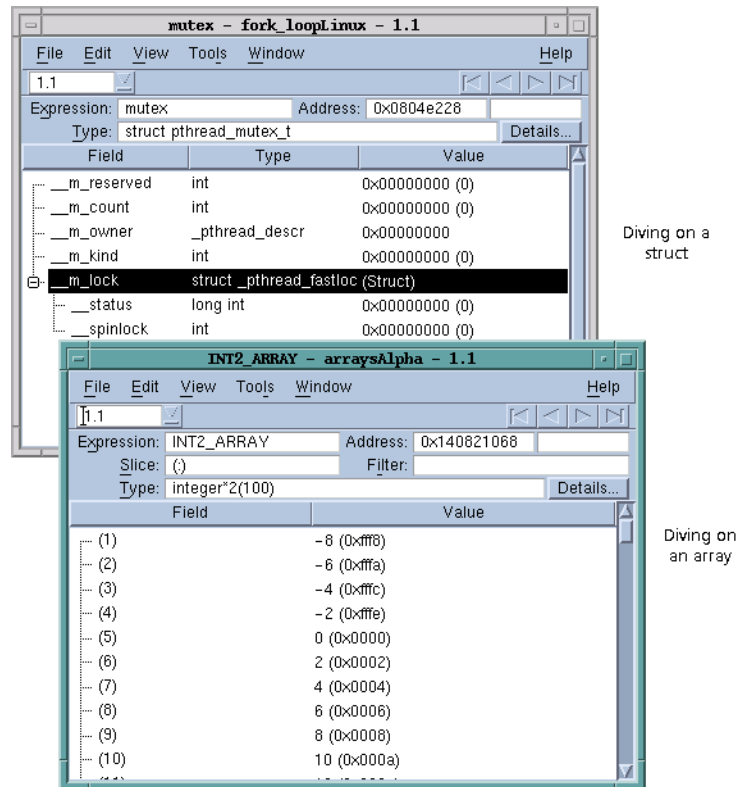 mutex - fork_loopLinux - 1.1
File Edit View Tools Window Help
1.1
Expression: mutex Address: 0x0804e228
Type: struct pthread_mutex_t Details...
Field Type Value
__m_reserved int 0x00000000 (0)
__m_count int 0x00000000 (0)
__m_owner _pthread_descr 0x00000000
__m_kind int 0x00000000 (0)
__m_lock struct _pthread_fastloc (Struct)
__status long int 0x00000000 (0)
__spinlock int 0x00000000 (0)
Diving on a
struct
INT2_ARRAY - arraysAlpha - 1.1
File Edit View Tools Window Help
1.1
Expression: INT2_ARRAY Address: 0x140821068
Slice: (:) Filter:
Type: integer*2(100) Details...
Field Value
(1) -8 (0xfff8)
(2) -6 (0xfffa)
(3) -4 (0xfffc)
(4) -2 (0xfffe)
(5) 0 (0x0000)
(6) 2 (0x0002)
(7) 4 (0x0004)
(8) 6 (0x0006)
(9) 8 (0x0008)
(10) 10 (0x000a)
Diving on
an array